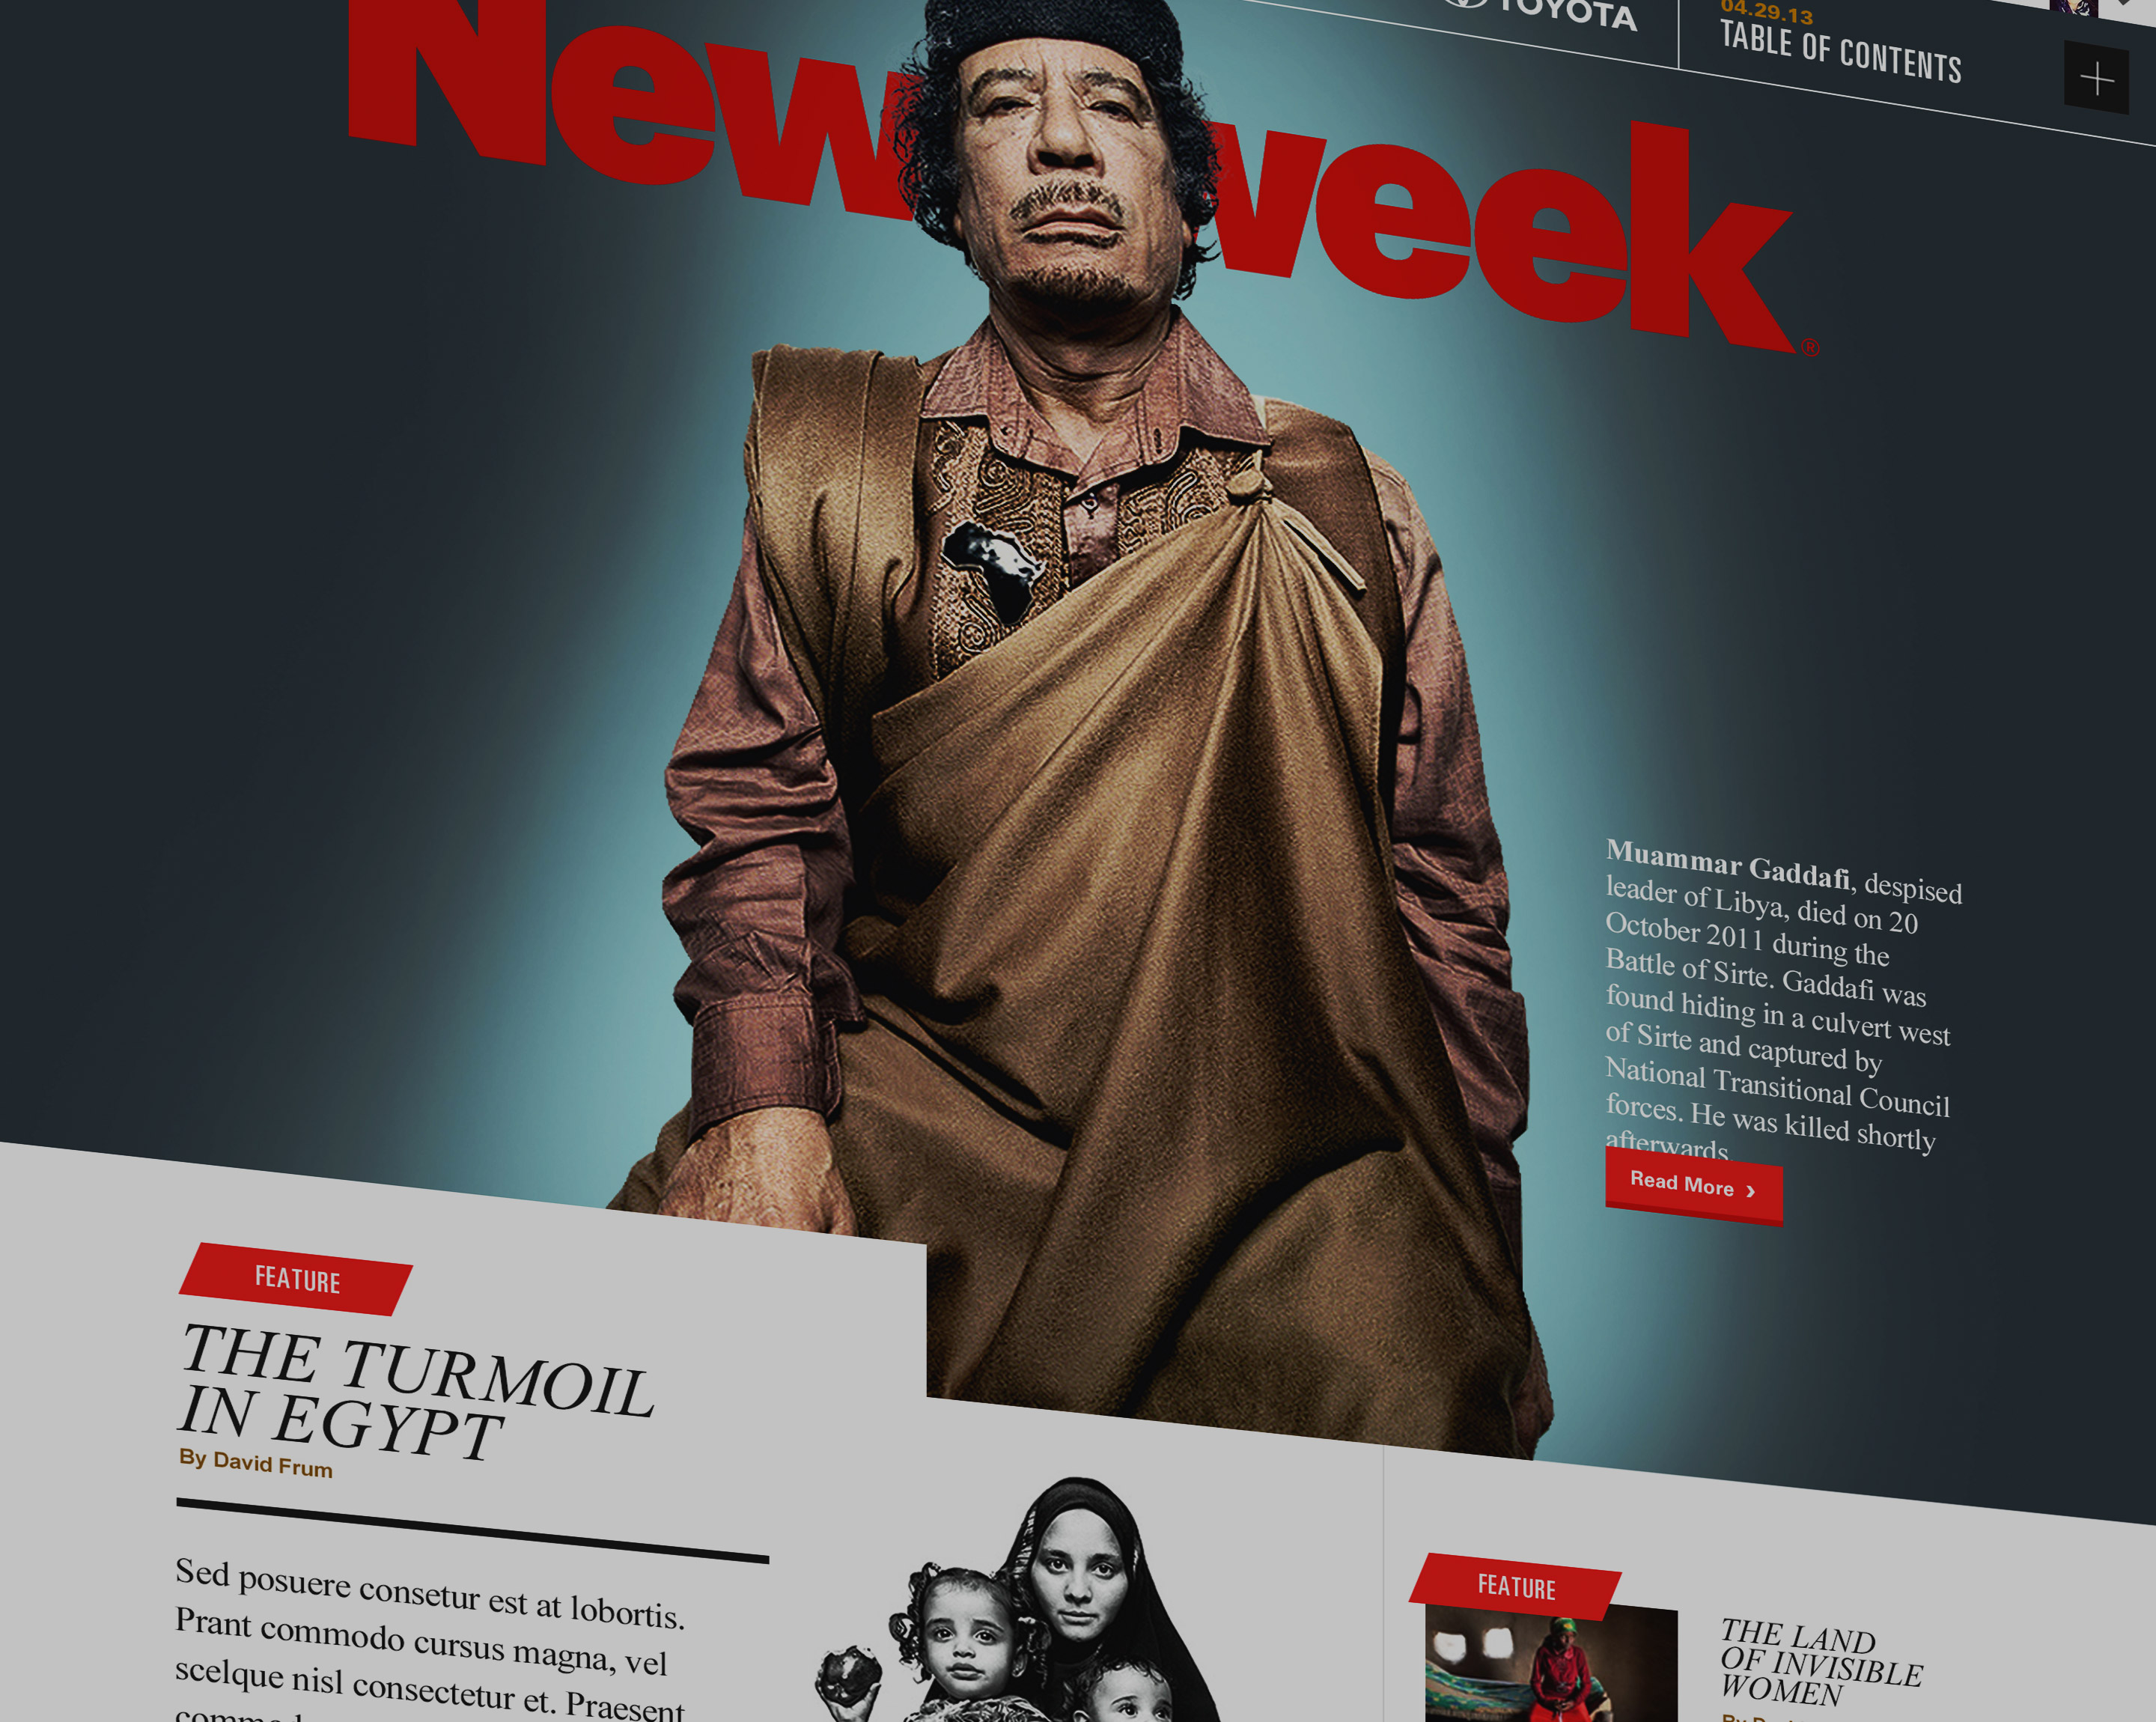 TOYOTA
04.29.13
TABLE OF CONTENTS
New week®
Muammar Gaddafi, despised
leader of Libya, died on 20
October 2011 during the
Battle of Sirte. Gaddafi was
found hiding in a culvert west
of Sirte and captured by
National Transitional Council
forces. He was killed shortly
afterwards.
Read More ›
FEATURE
THE TURMOIL
IN EGYPT
By David Frum
Sed posuere consetur est at lobortis.
Prant commodo cursus magna, vel
scelque nisl consectetur et. Praesent
FEATURE
THE LAND
OF INVISIBLE
WOMEN
By